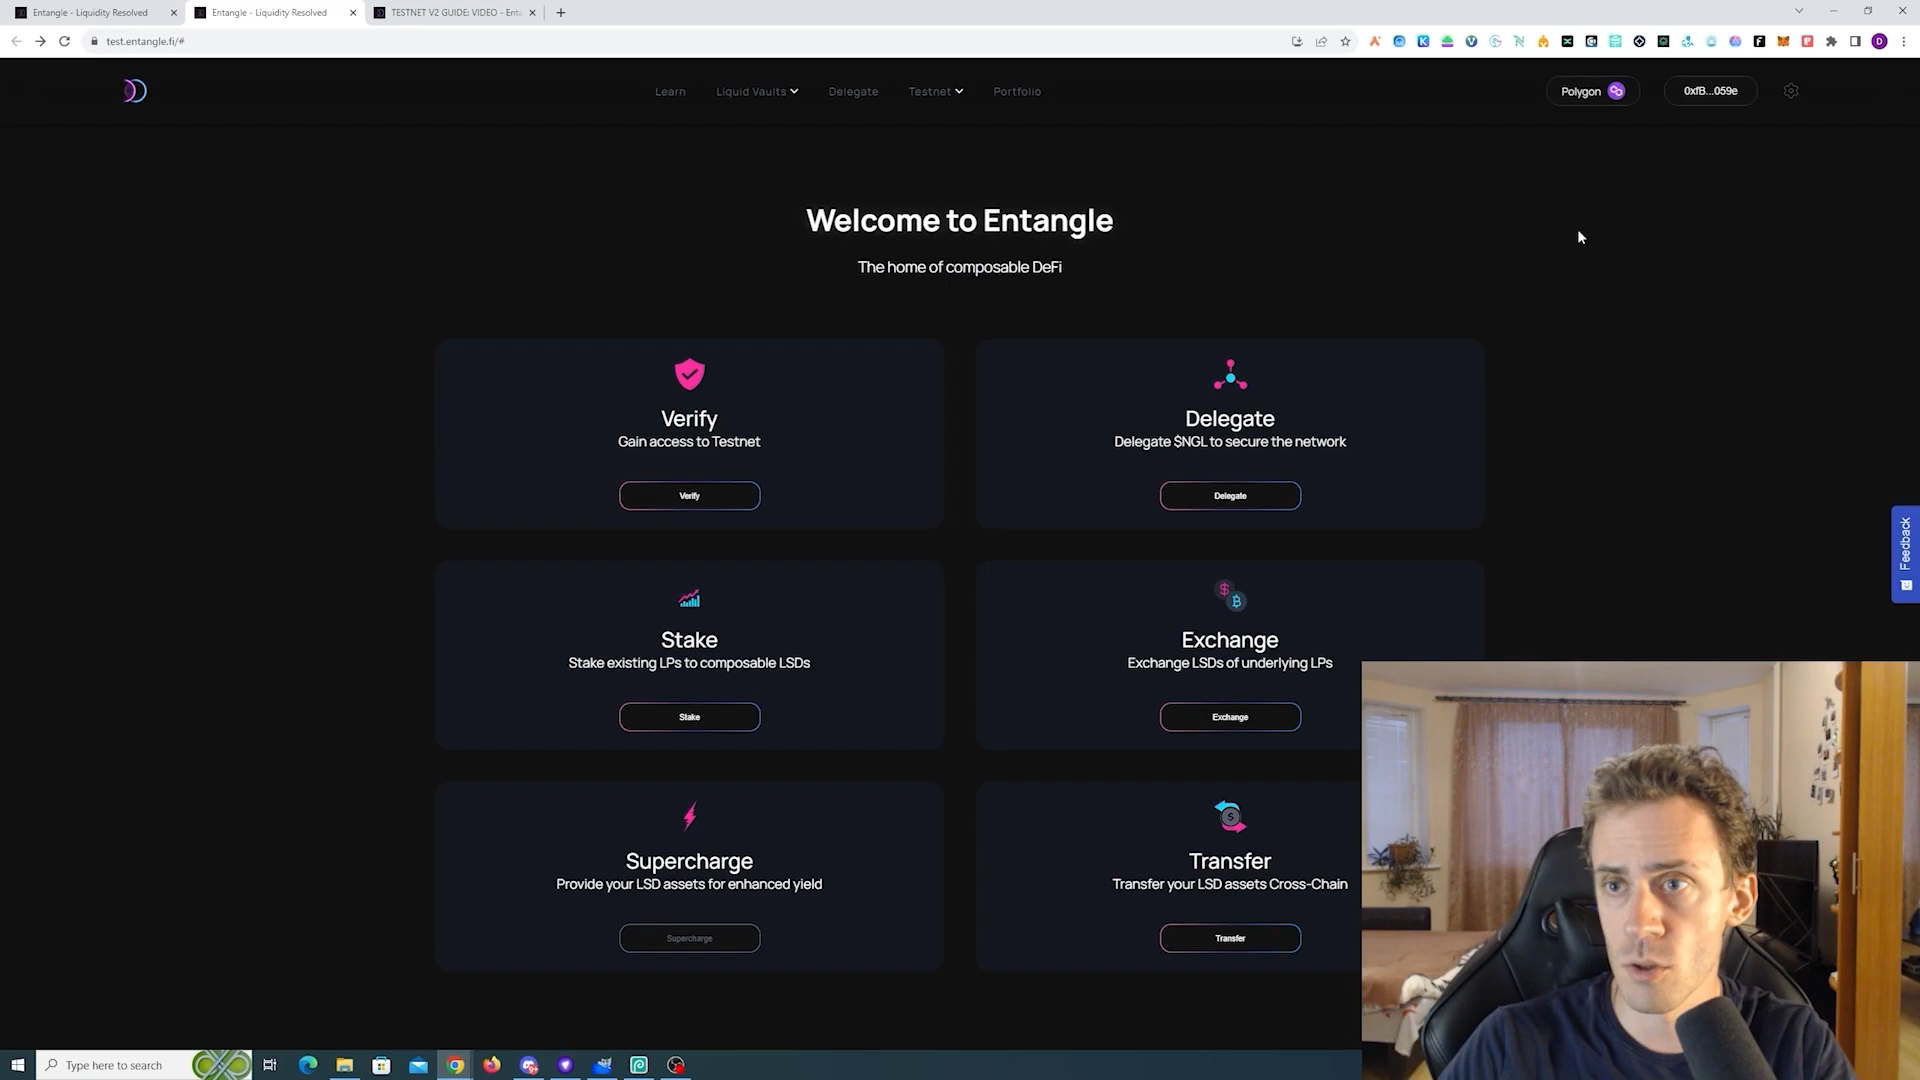 Entangle - Liquidity Resolved
Entangle - Liquidity Resolved
TESTNET V2 GUIDE: VIDEO - Enta
test.entangle.fi/#
Learn
Liquid Vaults
Delegate
Testnet
Portfolio
Polygon
0xfB...059e
Welcome to Entangle
The home of composable DeFi
Verify
Gain access to Testnet
Verify
Delegate
Delegate $NGL to secure the network
Delegate
Stake
Stake existing LPs to composable LSDs
Stake
Exchange
Exchange LSDs of underlying LPs
Exchange
Supercharge
Provide your LSD assets for enhanced yield
Supercharge
Transfer
Transfer your LSD assets Cross-Chain
Transfer
Feedback
Type here to search